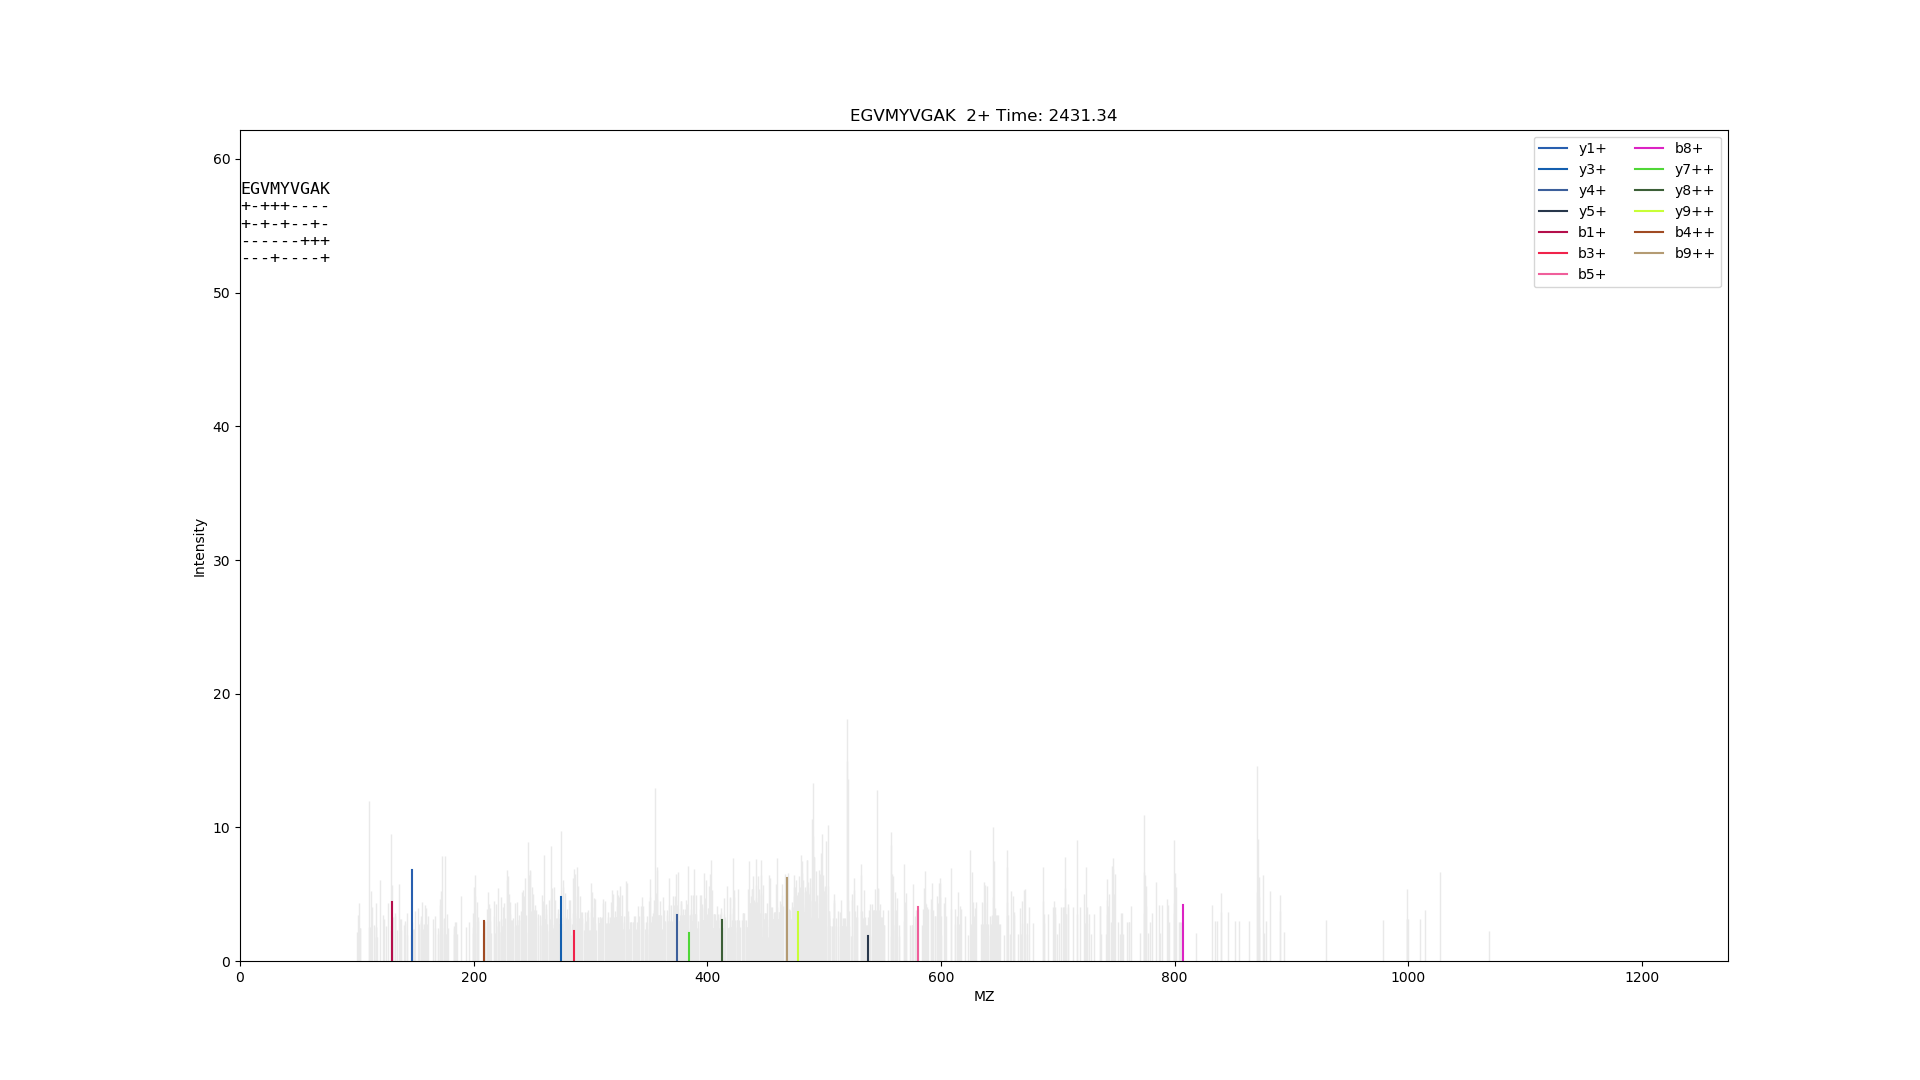 EGVMYVGAK  2+ Time: 2431.34
60
50
40
30
20
10
0
Intensity
EGVMYVGAK
+-+++----
+-+-+--+-
------+++
---+----+
y1+
y3+
y4+
y5+
b1+
b3+
b5+
b8+
y7++
y8++
y9++
b4++
b9++
0 200 400 600 800 1000 1200
MZ